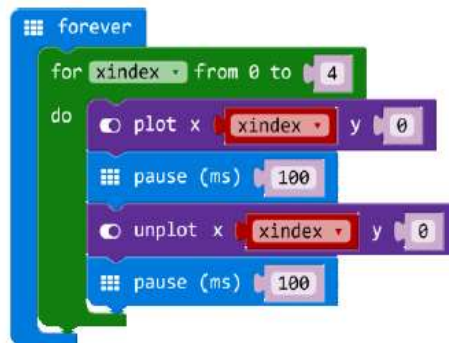 forever
for xindex from 0 to 4
do plot x xindex y 0
pause (ms) 100
unplot x xindex y 0
pause (ms) 100